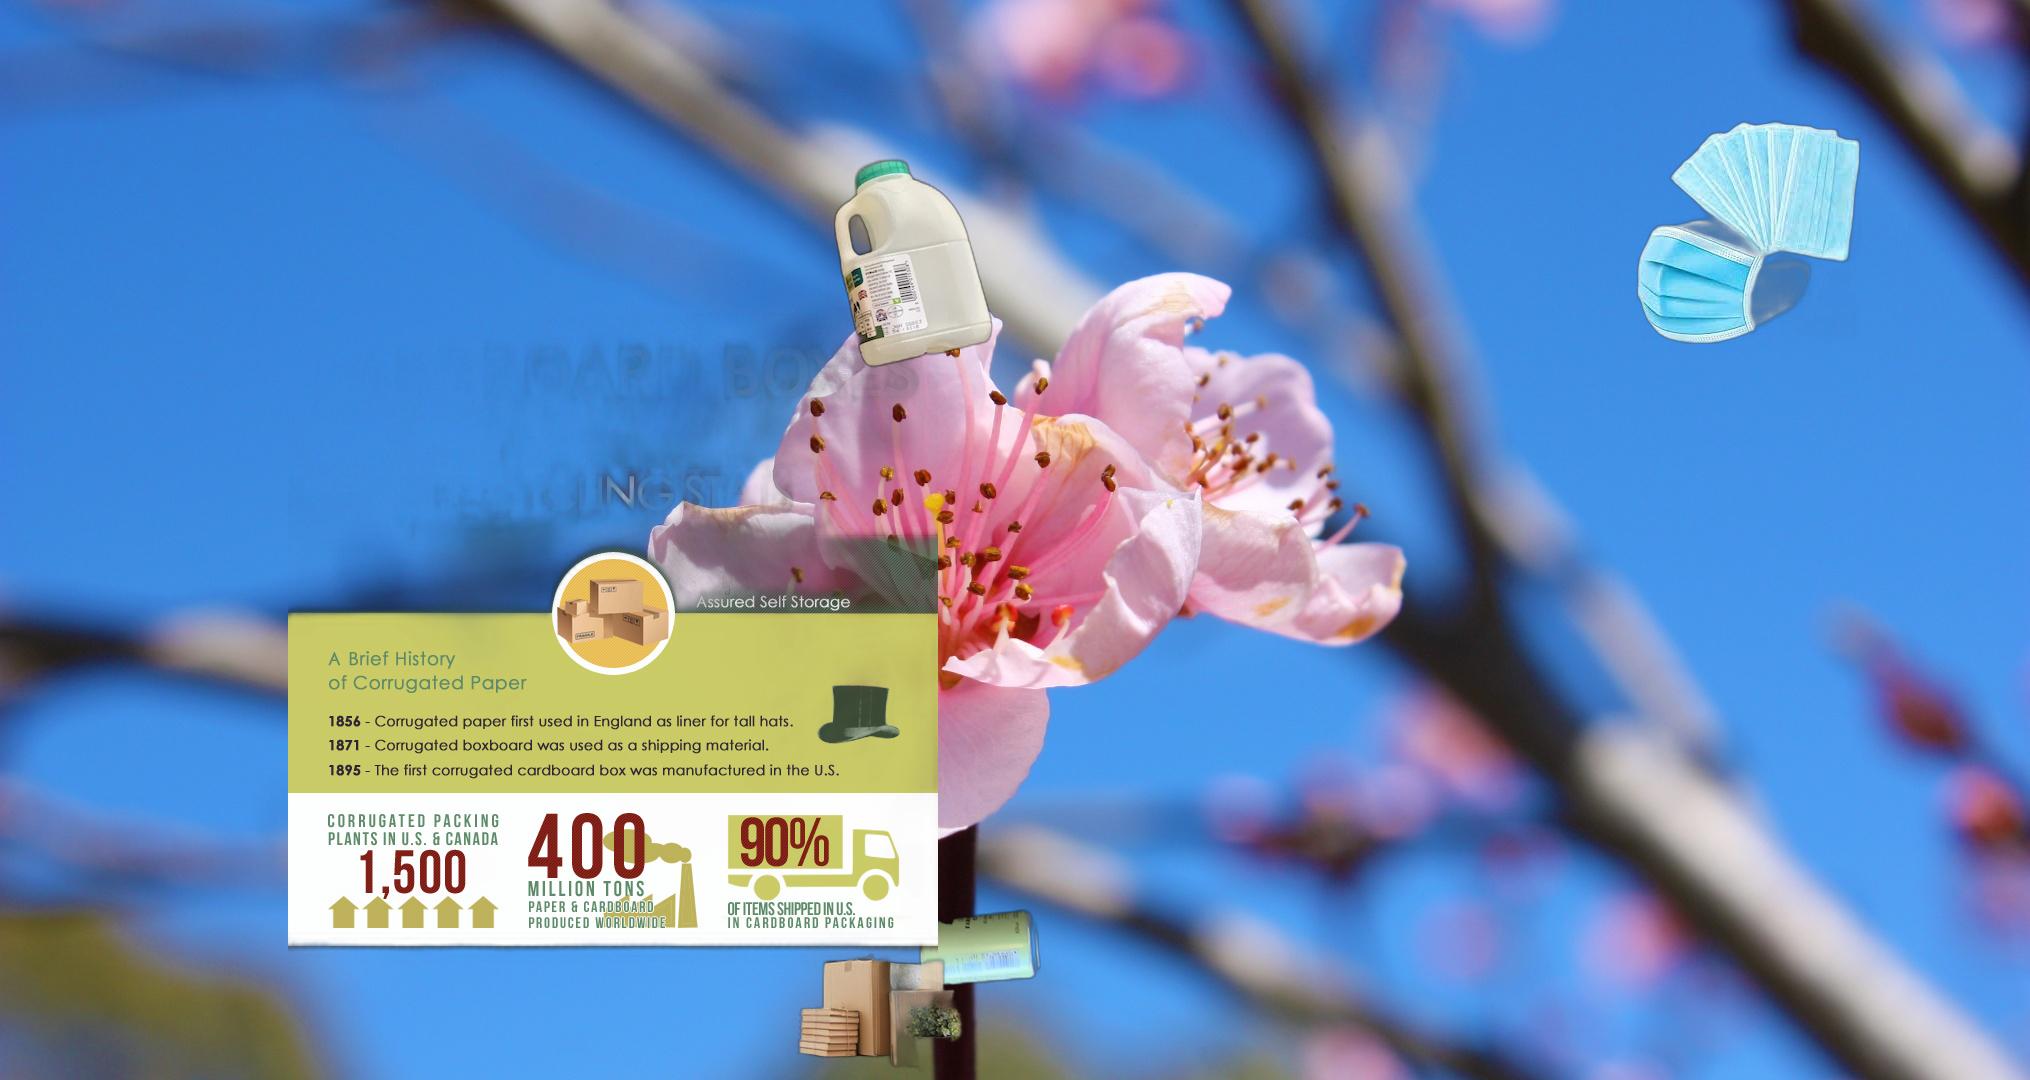 BOXES
RECYCLING STATS
Assured Self Storage
A Brief History
of Corrugated Paper
1856 - Corrugated paper first used in England as liner for tall hats.
1871 - Corrugated boxboard was used as a shipping material.
1895 - The first corrugated cardboard box was manufactured in the U.S.
CORRUGATED PACKING
PLANTS IN U.S. & CANADA
1,500
400
MILLION TONS
PAPER & CARDBOARD
PRODUCED WORLDWIDE
90%
OF ITEMS SHIPPED IN U.S.
IN CARDBOARD PACKAGING